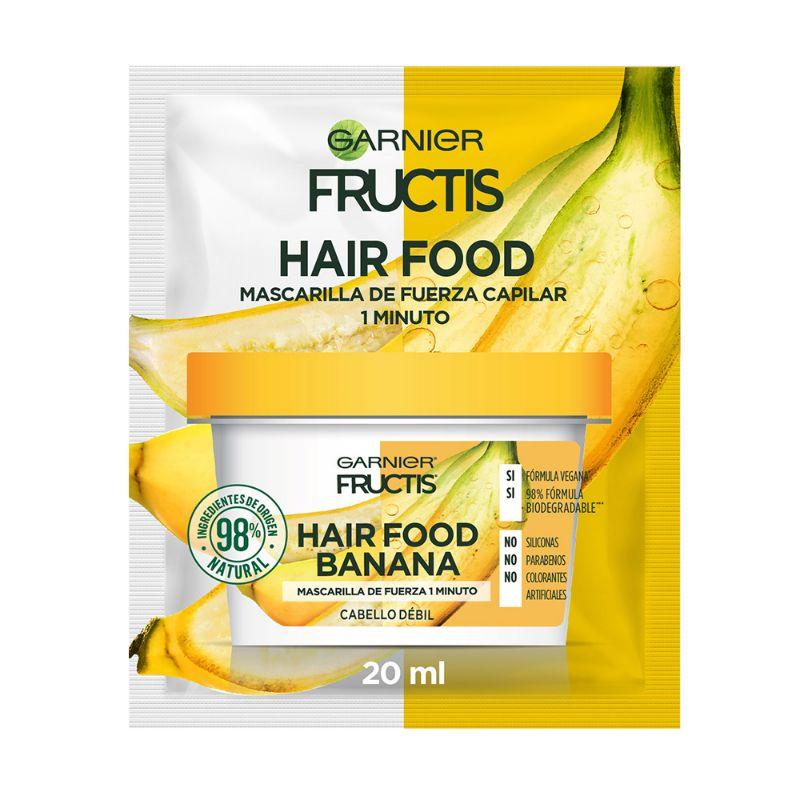 GARNIER
FRUCTIS
HAIR FOOD
MASCARILLA DE FUERZA CAPILAR
1 MINUTO
GARNIER
FRUCTIS
HAIR FOOD
BANANA
MASCARILLA DE FUERZA 1 MINUTO
CABELLO DÉBIL
INGREDIENTES DE ORIGEN
98%
NATURAL
SI FÓRMULA VEGANA*
SI 98% FÓRMULA
BIODEGRADABLE***
NO SILICONAS
NO PARABENOS
NO COLORANTES
ARTIFICIALES
20 ml